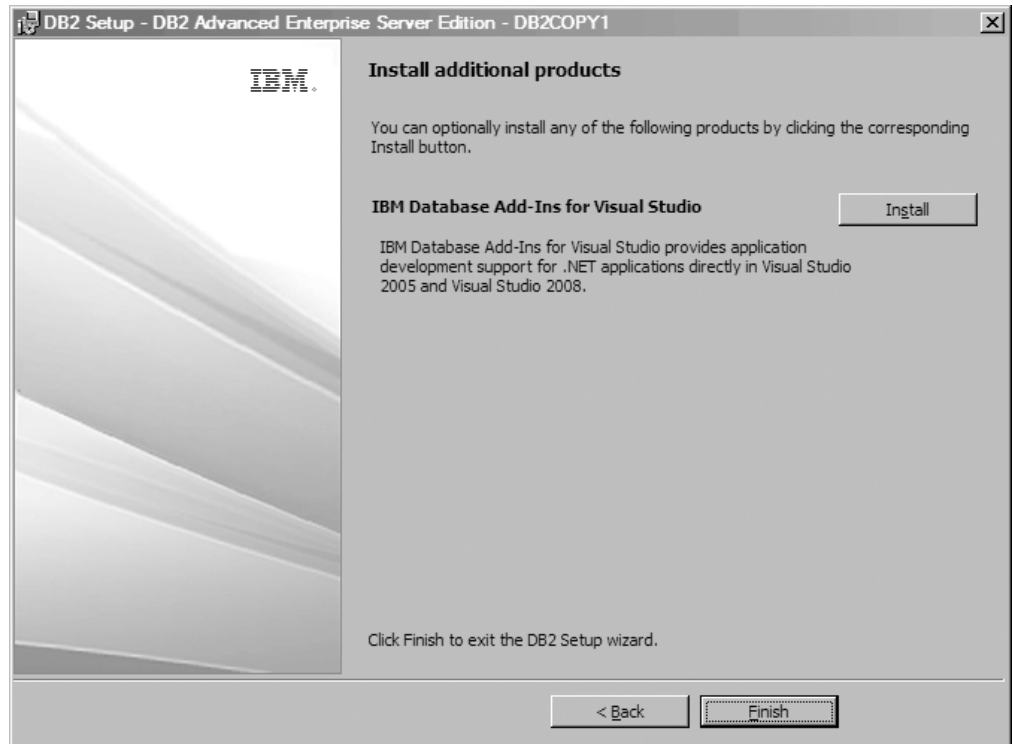 DB2 Setup - DB2 Advanced Enterprise Server Edition - DB2COPY1
IBM.
Install additional products
You can optionally install any of the following products by clicking the corresponding
Install button.
IBM Database Add-Ins for Visual Studio
Install
IBM Database Add-Ins for Visual Studio provides application
development support for .NET applications directly in Visual Studio
2005 and Visual Studio 2008.
Click Finish to exit the DB2 Setup wizard.
< Back
Finish